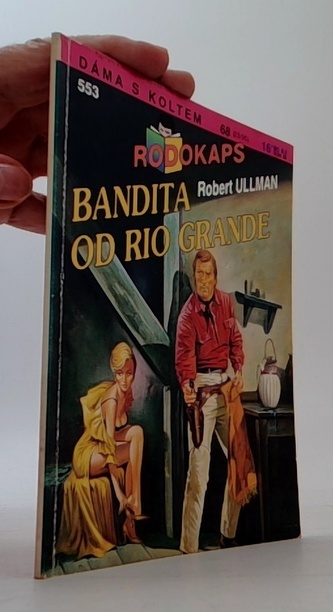 DÁMA S KOLTEM 68
553
RODOKAPS
Robert ULLMAN
BANDITA
OD RIO GRANDE